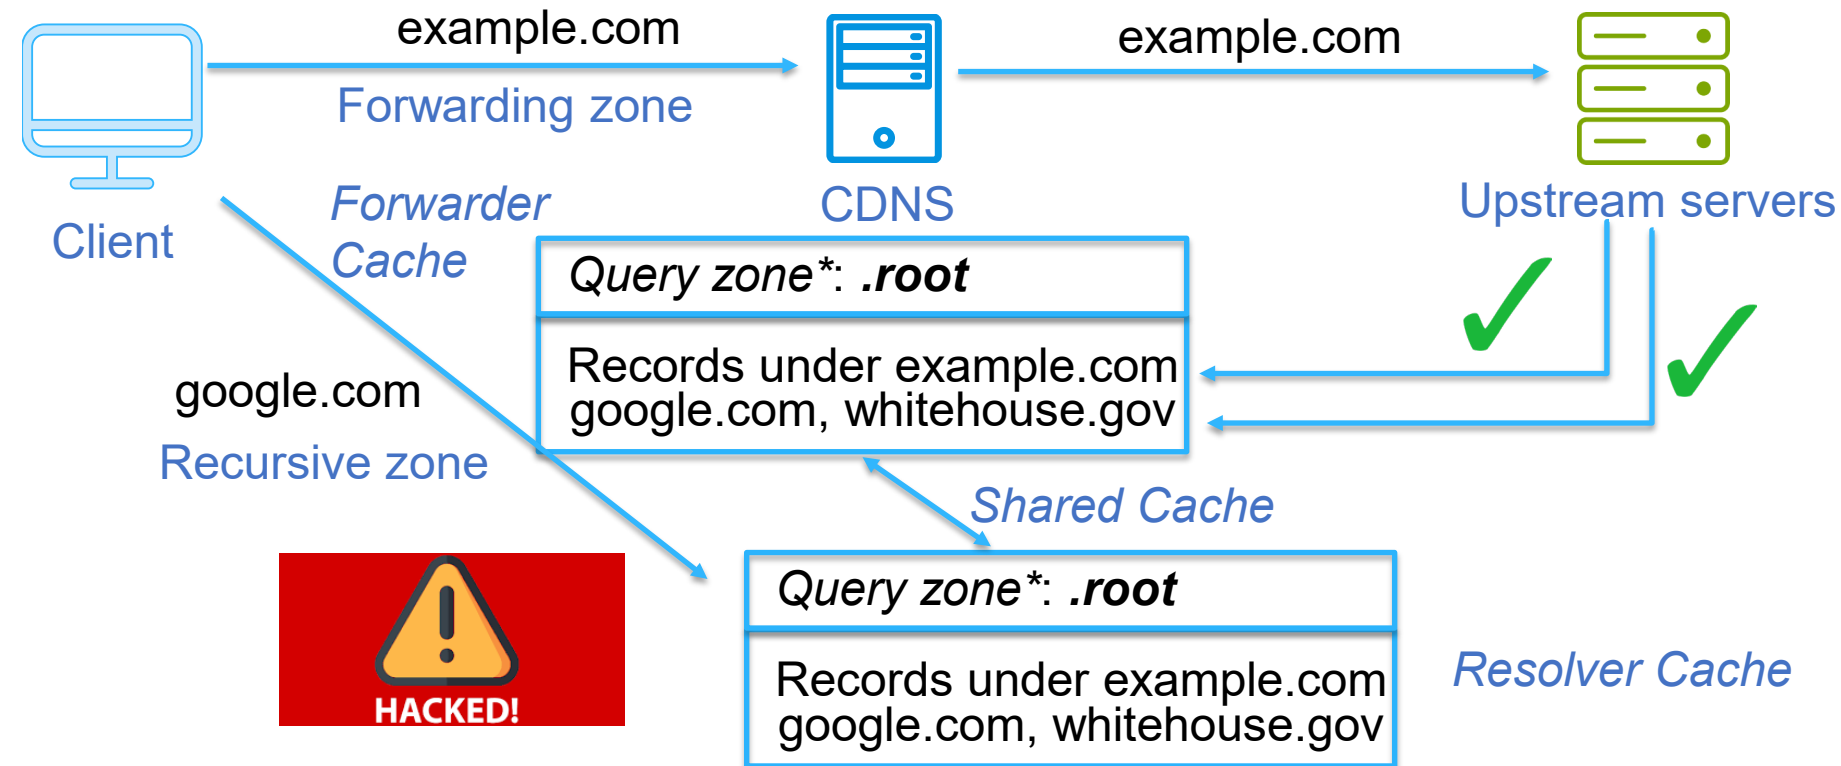 example.com
example.com
Forwarding zone
Client
Forwarder
Cache
CDNS
Upstream servers
Query zone*: .root
Records under example.com
google.com, whitehouse.gov
google.com
Recursive zone
Shared Cache
HACKED!
Query zone*: .root
Records under example.com
google.com, whitehouse.gov
Resolver Cache